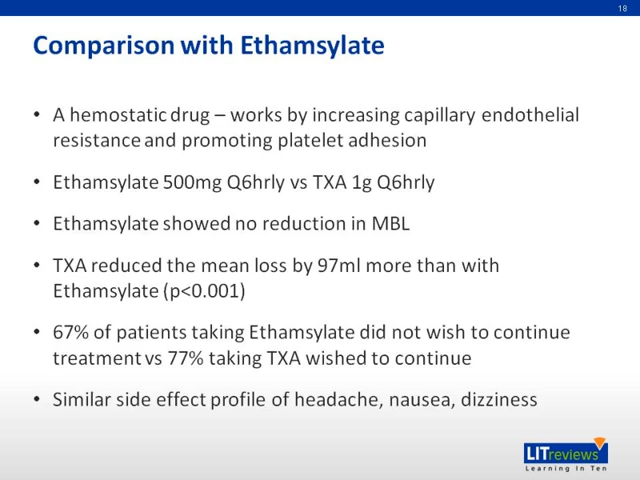 18
Comparison with Ethamsylate
• A hemostatic drug – works by increasing capillary endothelial
resistance and promoting platelet adhesion
• Ethamsylate 500mg Q6hrly vs TXA 1g Q6hrly
• Ethamsylate showed no reduction in MBL
• TXA reduced the mean loss by 97ml more than with
Ethamsylate (p<0.001)
• 67% of patients taking Ethamsylate did not wish to continue
treatment vs 77% taking TXA wished to continue
• Similar side effect profile of headache, nausea, dizziness
LITreviews
Learning In Ten